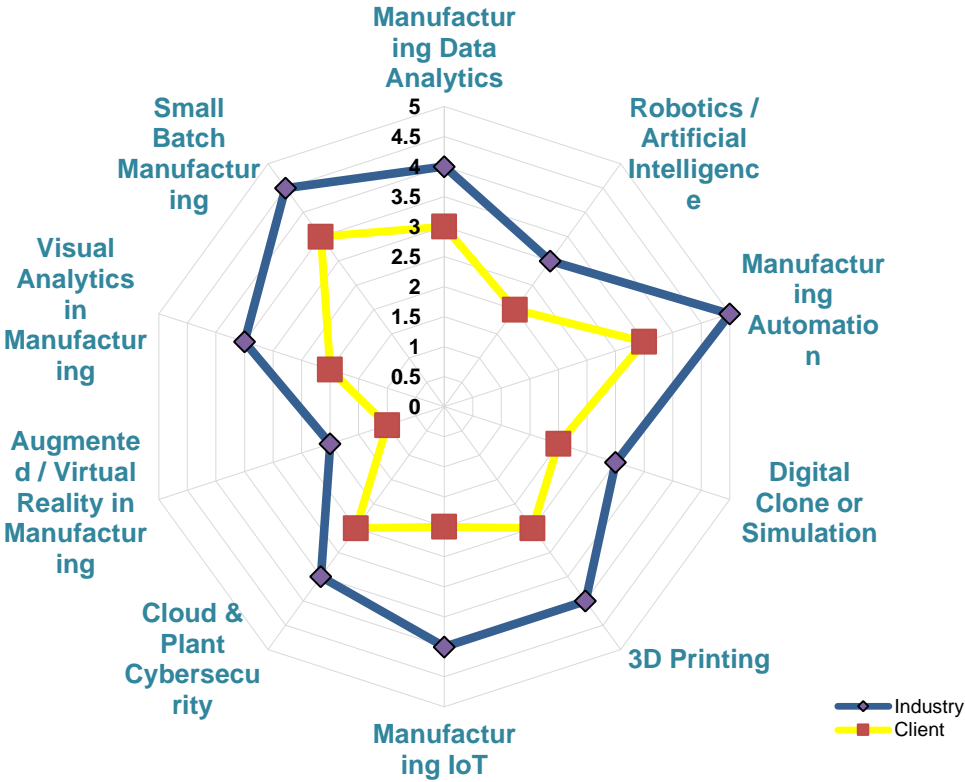 Manufactur
ing Data
Analytics
Robotics /
Artificial
Intelligenc
e
Manufactur
ing
Automatio
n
Digital
Clone or
Simulation
3D Printing
Manufactur
ing IoT
Cloud &
Plant
Cybersecu
rity
Augmente
d / Virtual
Reality in
Manufactur
ing
Visual
Analytics
in
Manufactur
ing
Small
Batch
Manufactur
ing
5
4.5
4
3.5
3
2.5
2
1.5
1
0.5
0
Industry
Client